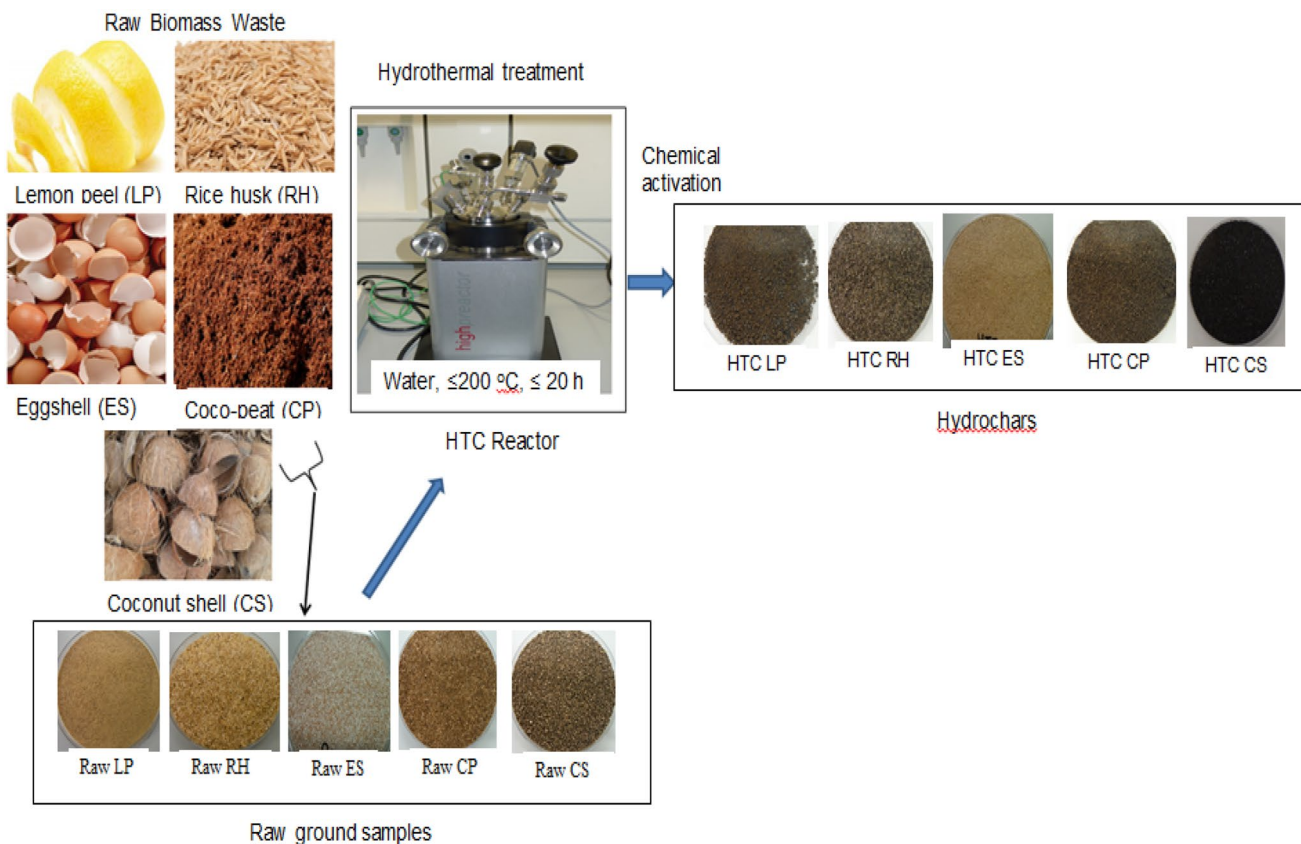 Raw Biomass Waste
Lemon peel (LP)
Rice husk (RH)
Eggshell (ES)
Coco-peat (CP)
Coconut shell (CS)
Hydrothermal treatment
high reactor
Water, ≤200 °C, ≤ 20 h
HTC Reactor
Chemical
activation
HTC LP
HTC RH
HTC ES
HTC CP
HTC CS
Hydrochars
Raw LP
Raw RH
Raw ES
Raw CP
Raw CS
Raw ground samples